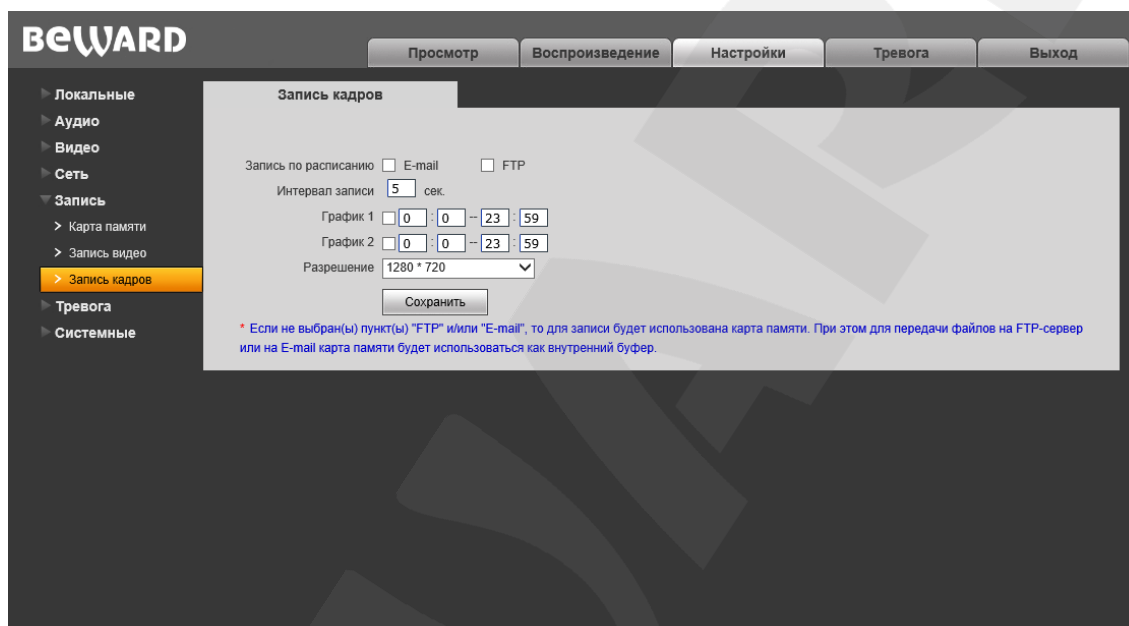 BEWARD
Просмотр Воспроизведение Настройки Тревога Выход
Локальные
Аудио
Видео
Сеть
Запись
> Карта памяти
> Запись видео
> Запись кадров
Тревога
Системные
Запись кадров
Запись по расписанию E-mail FTP
Интервал записи 5 сек.
График 1 0 : 0 -- 23 : 59
График 2 0 : 0 -- 23 : 59
Разрешение 1280 * 720
Сохранить
* Если не выбран(ы) пункт(ы) "FTP" и/или "E-mail", то для записи будет использована карта памяти. При этом для передачи файлов на FTP-сервер
или на E-mail карта памяти будет использоваться как внутренний буфер.